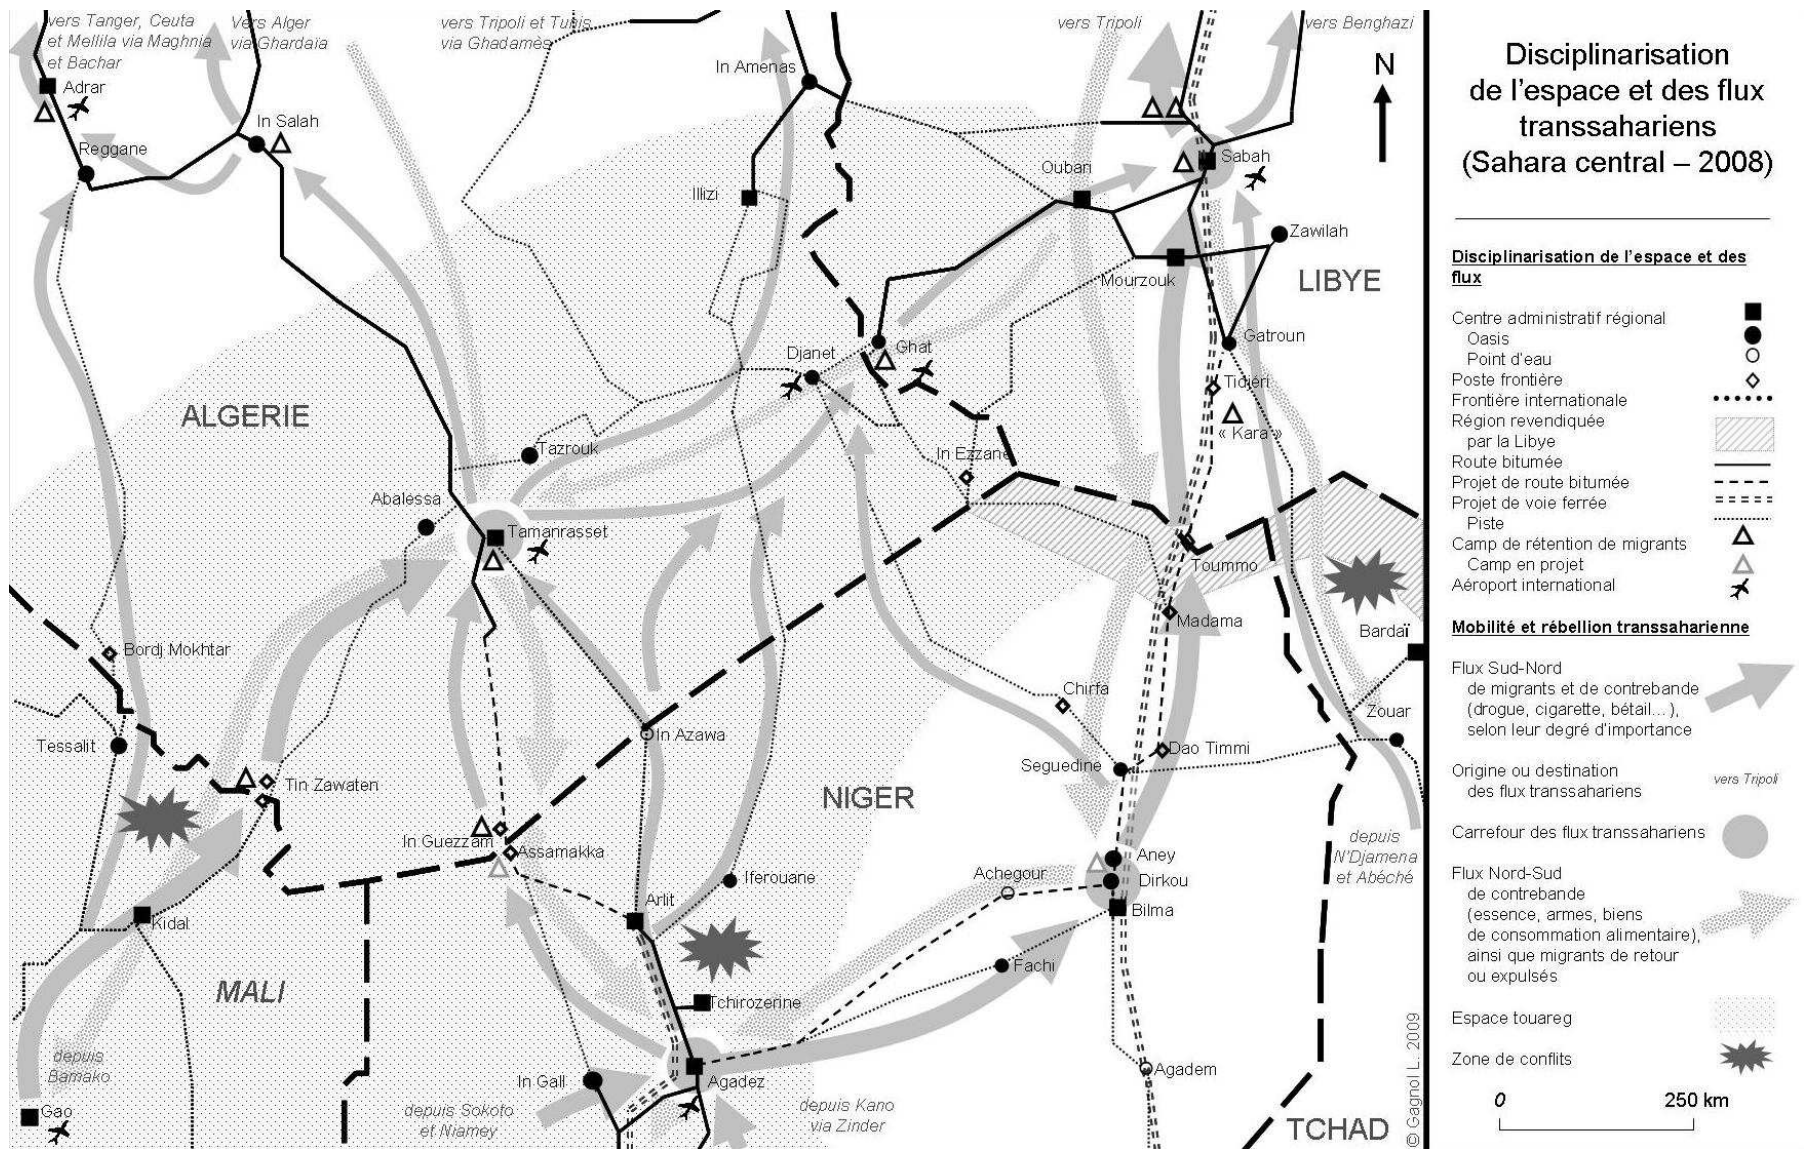 vers Tanger, Ceuta
et Mellila via Maghnia
et Bachar
Vers Alger
via Ghardaïa
vers Tripoli et Tunis
via Ghadamès
vers Tripoli
vers Benghazi
N
Adrar
In Salah
Reggane
In Amenas
Illizi
Oubari
Sabah
Zawilah
Mourzouk
LIBYE
Gatroun
Ghat
Djanet
Tidjéri
« Kara »
ALGERIE
Tazrouk
In Ezzane
Abalessa
Tamanrasset
Toummo
Madama
Bardaï
Bordj Mokhtar
Chirfa
Zouar
Tessalit
In Azawa
Dao Timmi
Seguedine
Tin Zawaten
NIGER
In Guezzam
Assamakka
depuis
N'Djamena
et Abéché
Aney
Dirkou
Bilma
Achegour
Iferouane
Arlit
Kidal
Fachi
MALI
Tchirozerine
depuis
Bamako
In Gall
Agadez
Agadem
Gao
depuis Sokoto
et Niamey
depuis Kano
via Zinder
TCHAD
© Gagnol L. 2009
Disciplinarisation
de l'espace et des flux
transsahariens
(Sahara central – 2008)
Disciplinarisation de l'espace et des
flux
Centre administratif régional
Oasis
Point d'eau
Poste frontière
Frontière internationale
Région revendiquée
par la Libye
Route bitumée
Projet de route bitumée
Projet de voie ferrée
Piste
Camp de rétention de migrants
Camp en projet
Aéroport international
Mobilité et rébellion transsaharienne
Flux Sud-Nord
de migrants et de contrebande
(drogue, cigarette, bétail...),
selon leur degré d'importance
Origine ou destination
des flux transsahariens
vers Tripoli
Carrefour des flux transsahariens
Flux Nord-Sud
de contrebande
(essence, armes, biens
de consommation alimentaire),
ainsi que migrants de retour
ou expulsés
Espace touareg
Zone de conflits
0 250 km